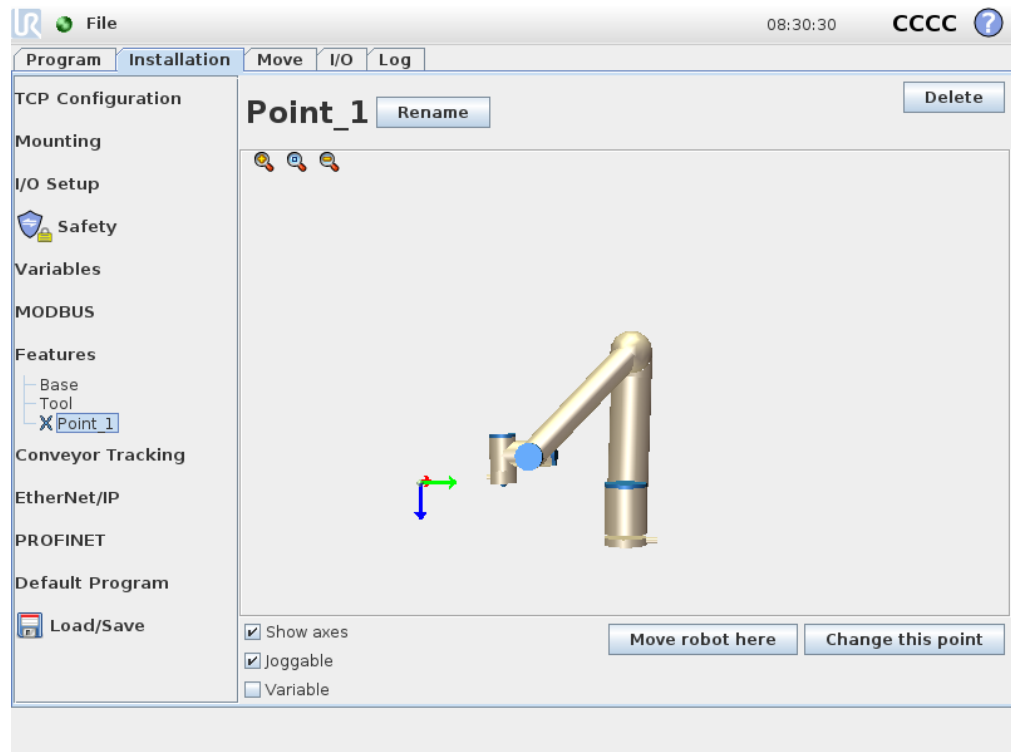 UR File 08:30:30 CCCC ?
Program Installation Move I/O Log
TCP Configuration
Mounting
I/O Setup
Safety
Variables
MODBUS
Features
Base
Tool
Point_1
Conveyor Tracking
EtherNet/IP
PROFINET
Default Program
Load/Save
Point_1 Rename Delete
Show axes
Joggable
Variable
Move robot here Change this point